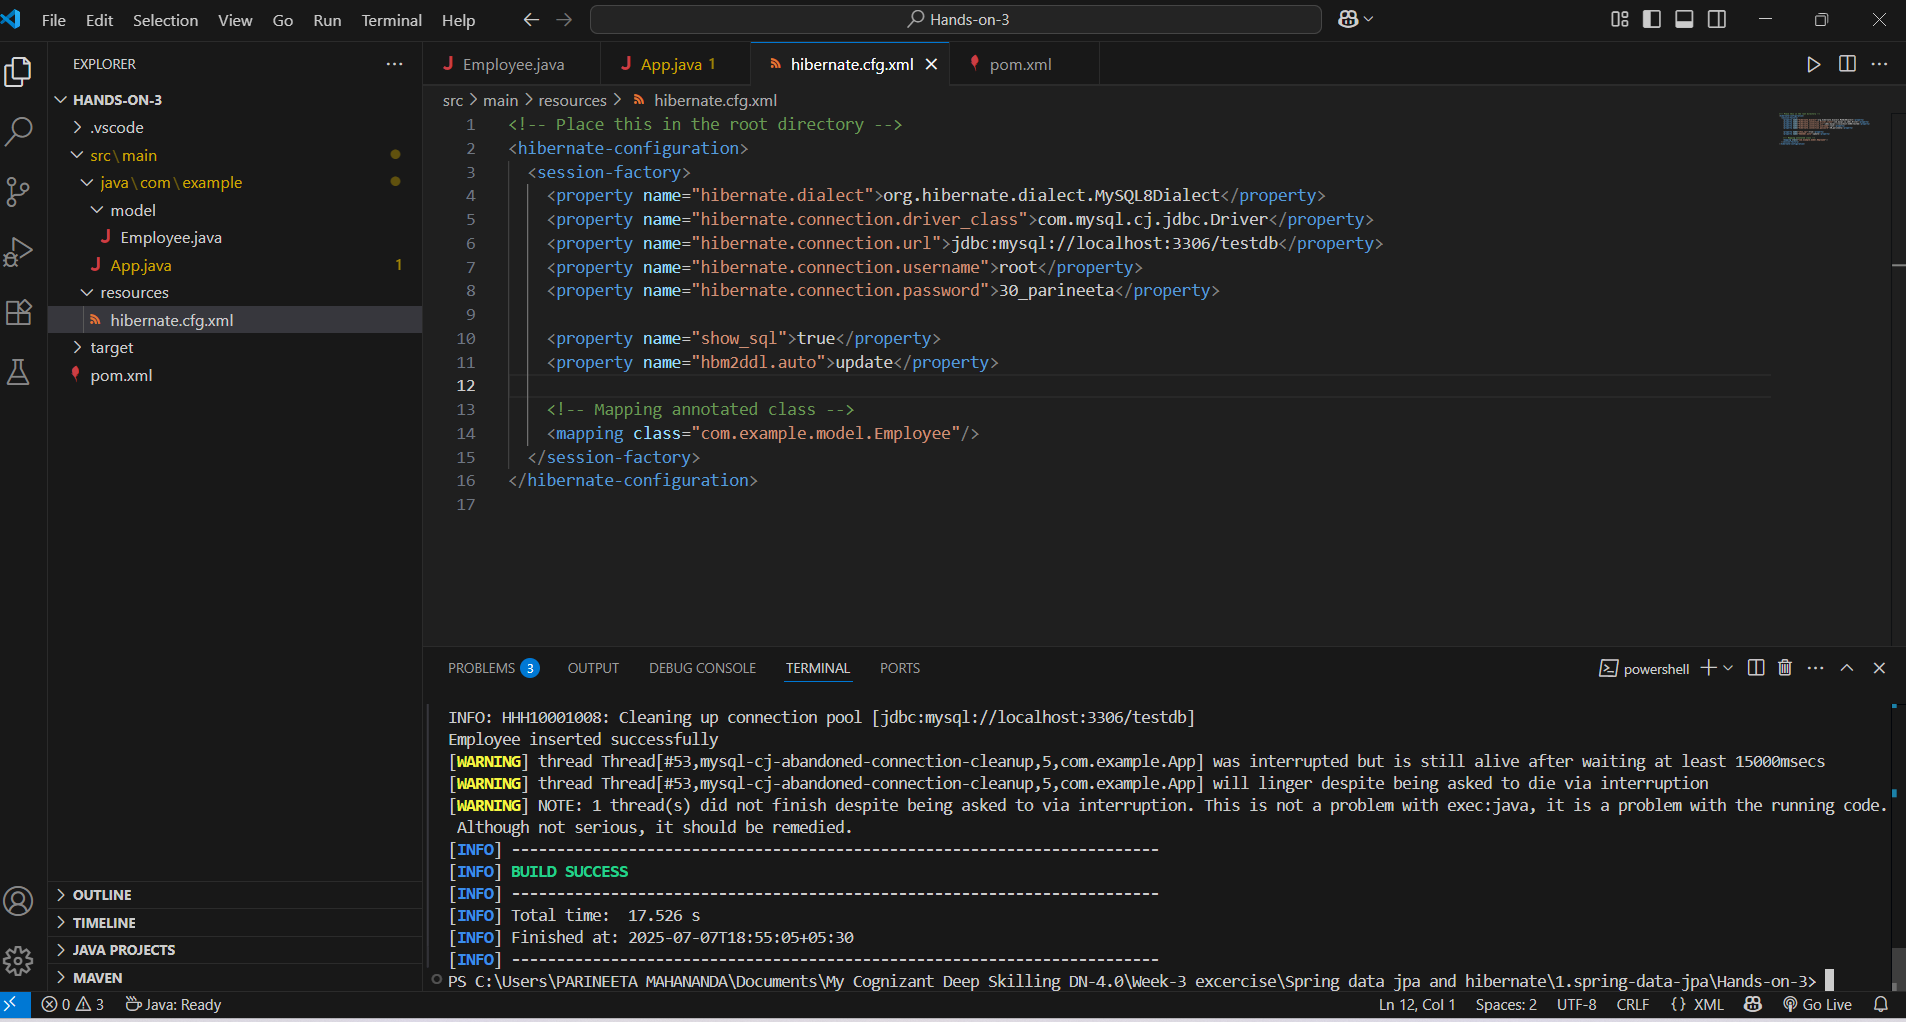 File Edit Selection View Go Run Terminal Help
Hands-on-3
EXPLORER
HANDS-ON-3
.vscode
src\main
java\com\example
model
Employee.java
App.java 1
resources
hibernate.cfg.xml
target
pom.xml
OUTLINE
TIMELINE
JAVA PROJECTS
MAVEN
Employee.java App.java 1 hibernate.cfg.xml pom.xml
src > main > resources > hibernate.cfg.xml
1 <!-- Place this in the root directory -->
2 <hibernate-configuration>
3 <session-factory>
4 <property name="hibernate.dialect">org.hibernate.dialect.MySQL8Dialect</property>
5 <property name="hibernate.connection.driver_class">com.mysql.cj.jdbc.Driver</property>
6 <property name="hibernate.connection.url">jdbc:mysql://localhost:3306/testdb</property>
7 <property name="hibernate.connection.username">root</property>
8 <property name="hibernate.connection.password">30_parineeta</property>
9
10 <property name="show_sql">true</property>
11 <property name="hbm2ddl.auto">update</property>
12
13 <!-- Mapping annotated class -->
14 <mapping class="com.example.model.Employee"/>
15 </session-factory>
16 </hibernate-configuration>
17
PROBLEMS 3 OUTPUT DEBUG CONSOLE TERMINAL PORTS
powershell
INFO: HHH10001008: Cleaning up connection pool [jdbc:mysql://localhost:3306/testdb]
Employee inserted successfully
[WARNING] thread Thread[#53,mysql-cj-abandoned-connection-cleanup,5,com.example.App] was interrupted but is still alive after waiting at least 15000msecs
[WARNING] thread Thread[#53,mysql-cj-abandoned-connection-cleanup,5,com.example.App] will linger despite being asked to die via interruption
[WARNING] NOTE: 1 thread(s) did not finish despite being asked to via interruption. This is not a problem with exec:java, it is a problem with the running code.
Although not serious, it should be remedied.
[INFO] ------------------------------------------------------------------------
[INFO] BUILD SUCCESS
[INFO] ------------------------------------------------------------------------
[INFO] Total time:  17.526 s
[INFO] Finished at: 2025-07-07T18:55:05+05:30
[INFO] ------------------------------------------------------------------------
PS C:\Users\PARINEETA MAHANANDA\Documents\My Cognizant Deep Skilling DN-4.0\Week-3 excercise\Spring data jpa and hibernate\1.spring-data-jpa\Hands-on-3>
0 3 Java: Ready
Ln 12, Col 1 Spaces: 2 UTF-8 CRLF {} XML Go Live